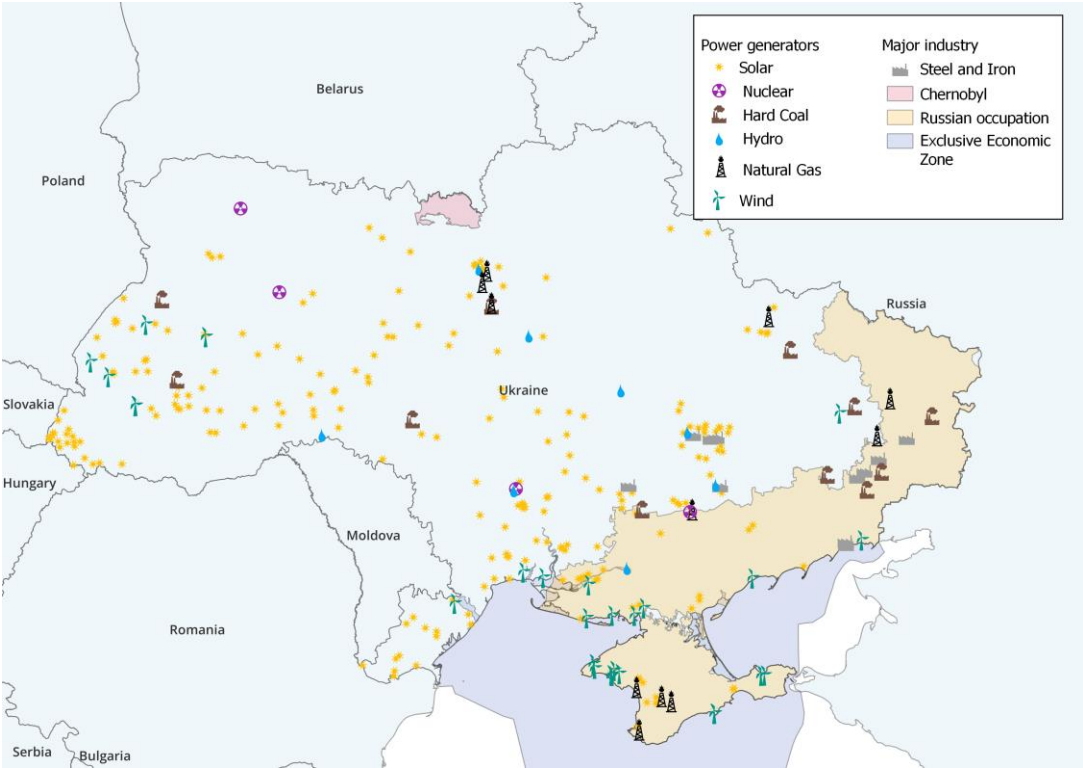 Power generators
Solar
Nuclear
Hard Coal
Hydro
Natural Gas
Wind
Major industry
Steel and Iron
Chernobyl
Russian occupation
Exclusive Economic
Zone
Belarus
Poland
Russia
Ukraine
Slovakia
Hungary
Moldova
Romania
Serbia
Bulgaria